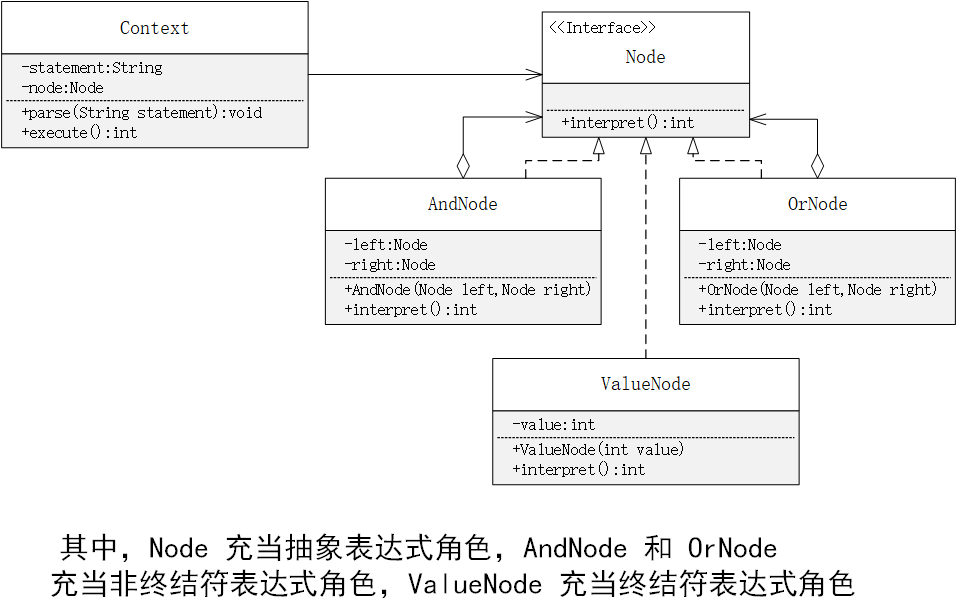 Context
-statement:String
-node:Node
+parse(String statement):void
+execute():int
<<Interface>>
Node
+interpret():int
AndNode
-left:Node
-right:Node
+AndNode(Node left,Node right)
+interpret():int
OrNode
-left:Node
-right:Node
+OrNode(Node left,Node right)
+interpret():int
ValueNode
-value:int
+ValueNode(int value)
+interpret():int
其中，Node 充当抽象表达式角色，AndNode 和 OrNode
充当非终结符表达式角色，ValueNode 充当终结符表达式角色